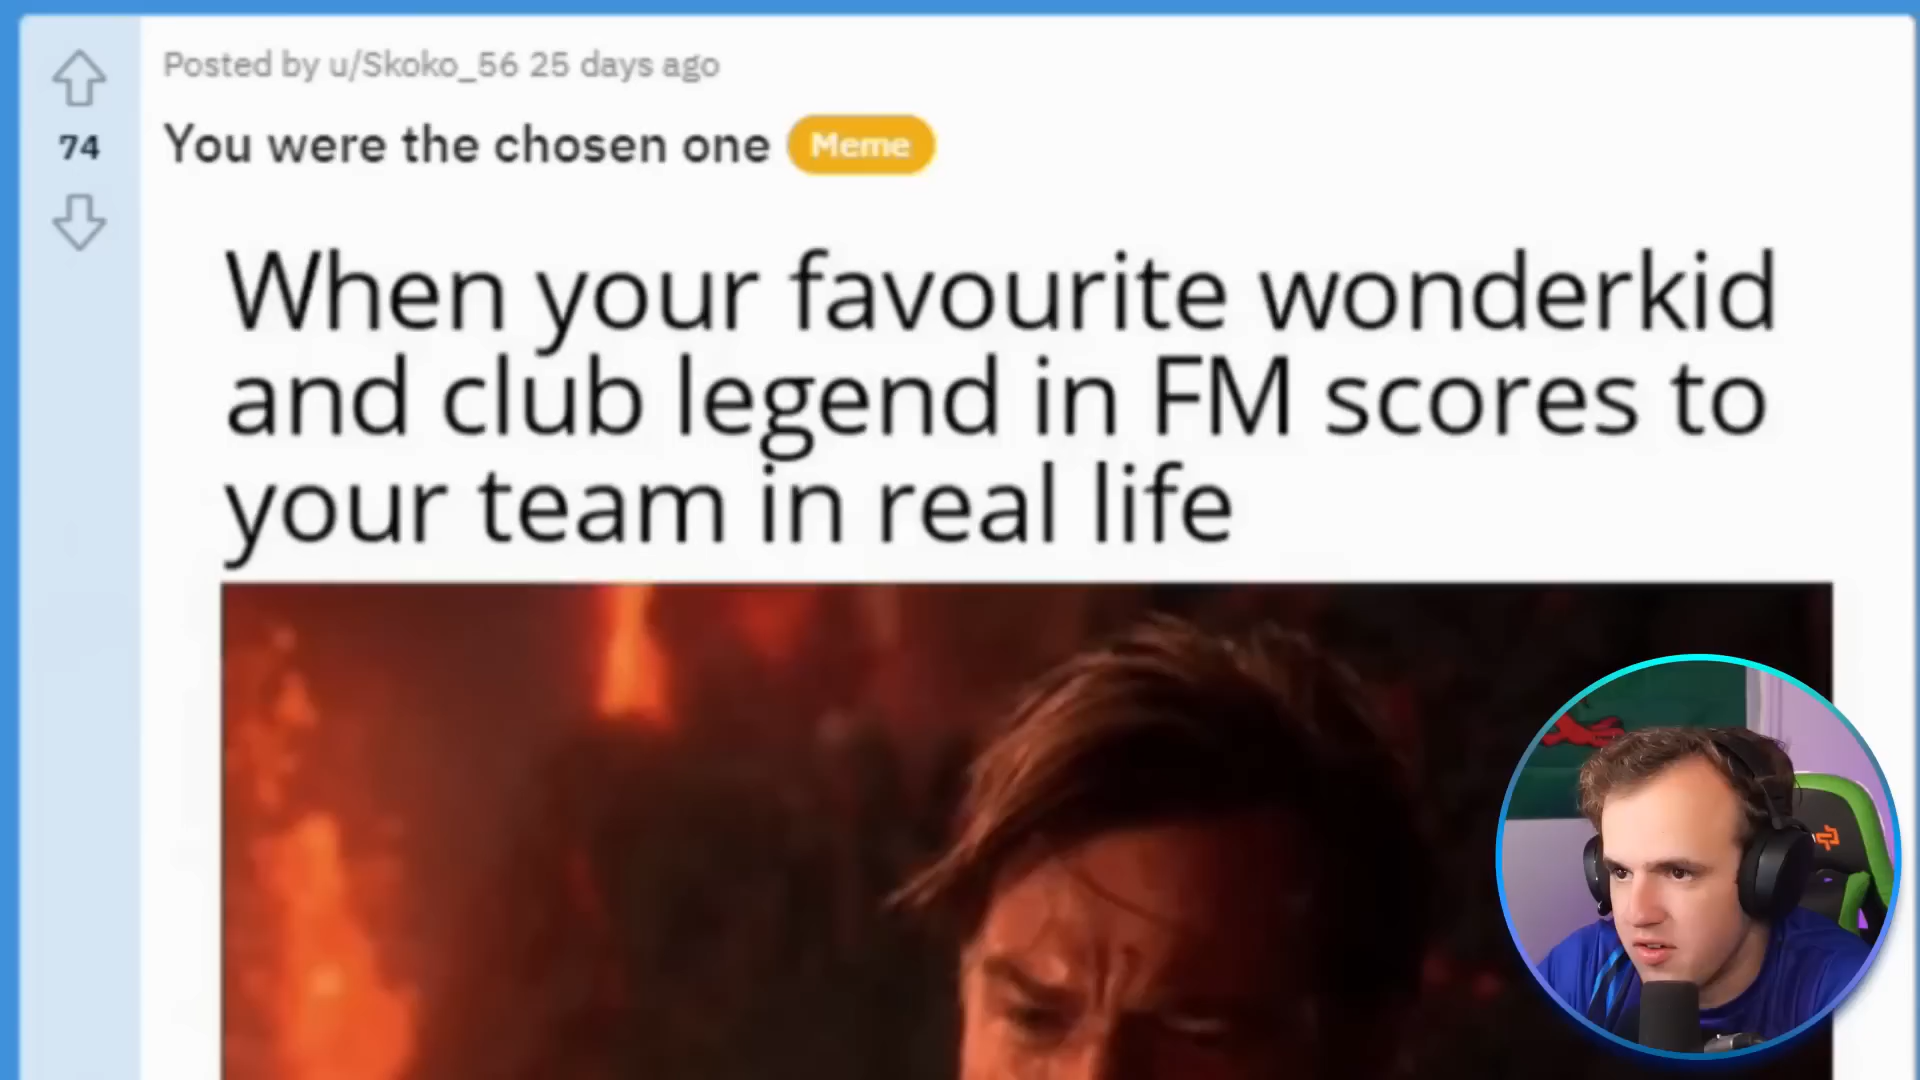 Posted by u/Skoko_56 25 days ago
74
You were the chosen one Meme
When your favourite wonderkid
and club legend in FM scores to
your team in real life